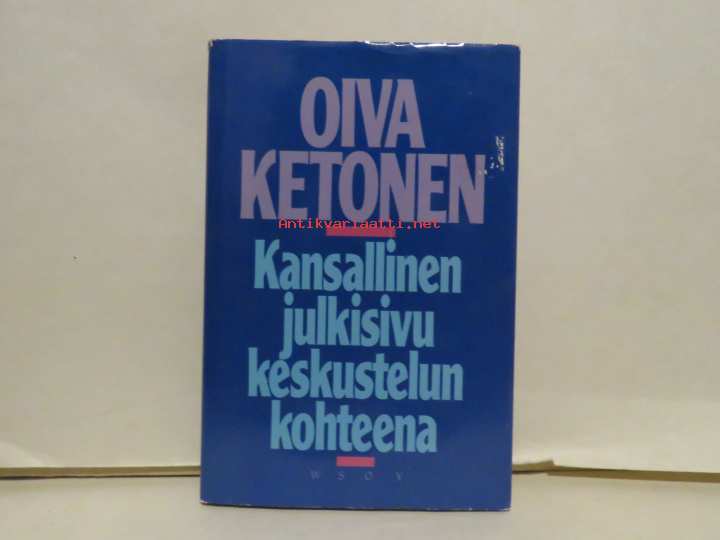 OIVA
KETONEN
Antikvariaatti.net
Kansallinen
julkisivu
keskustelun
kohteena
WSOY